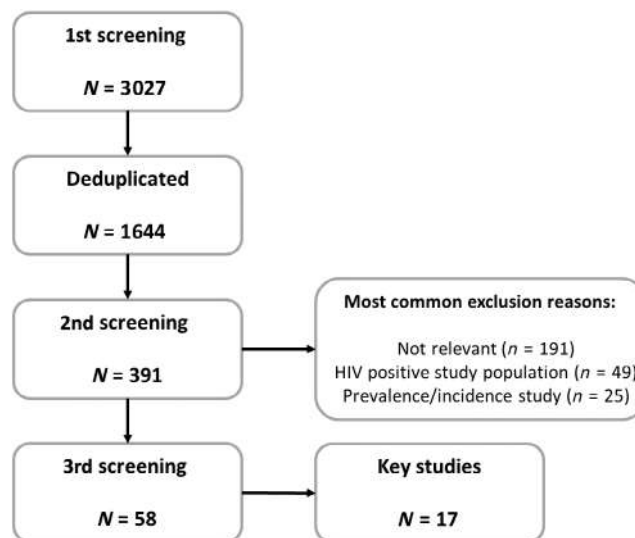 1st screening
N = 3027
Deduplicated
N = 1644
2nd screening
N = 391
Most common exclusion reasons:
Not relevant (n = 191)
HIV positive study population (n = 49)
Prevalence/incidence study (n = 25)
3rd screening
N = 58
Key studies
N = 17